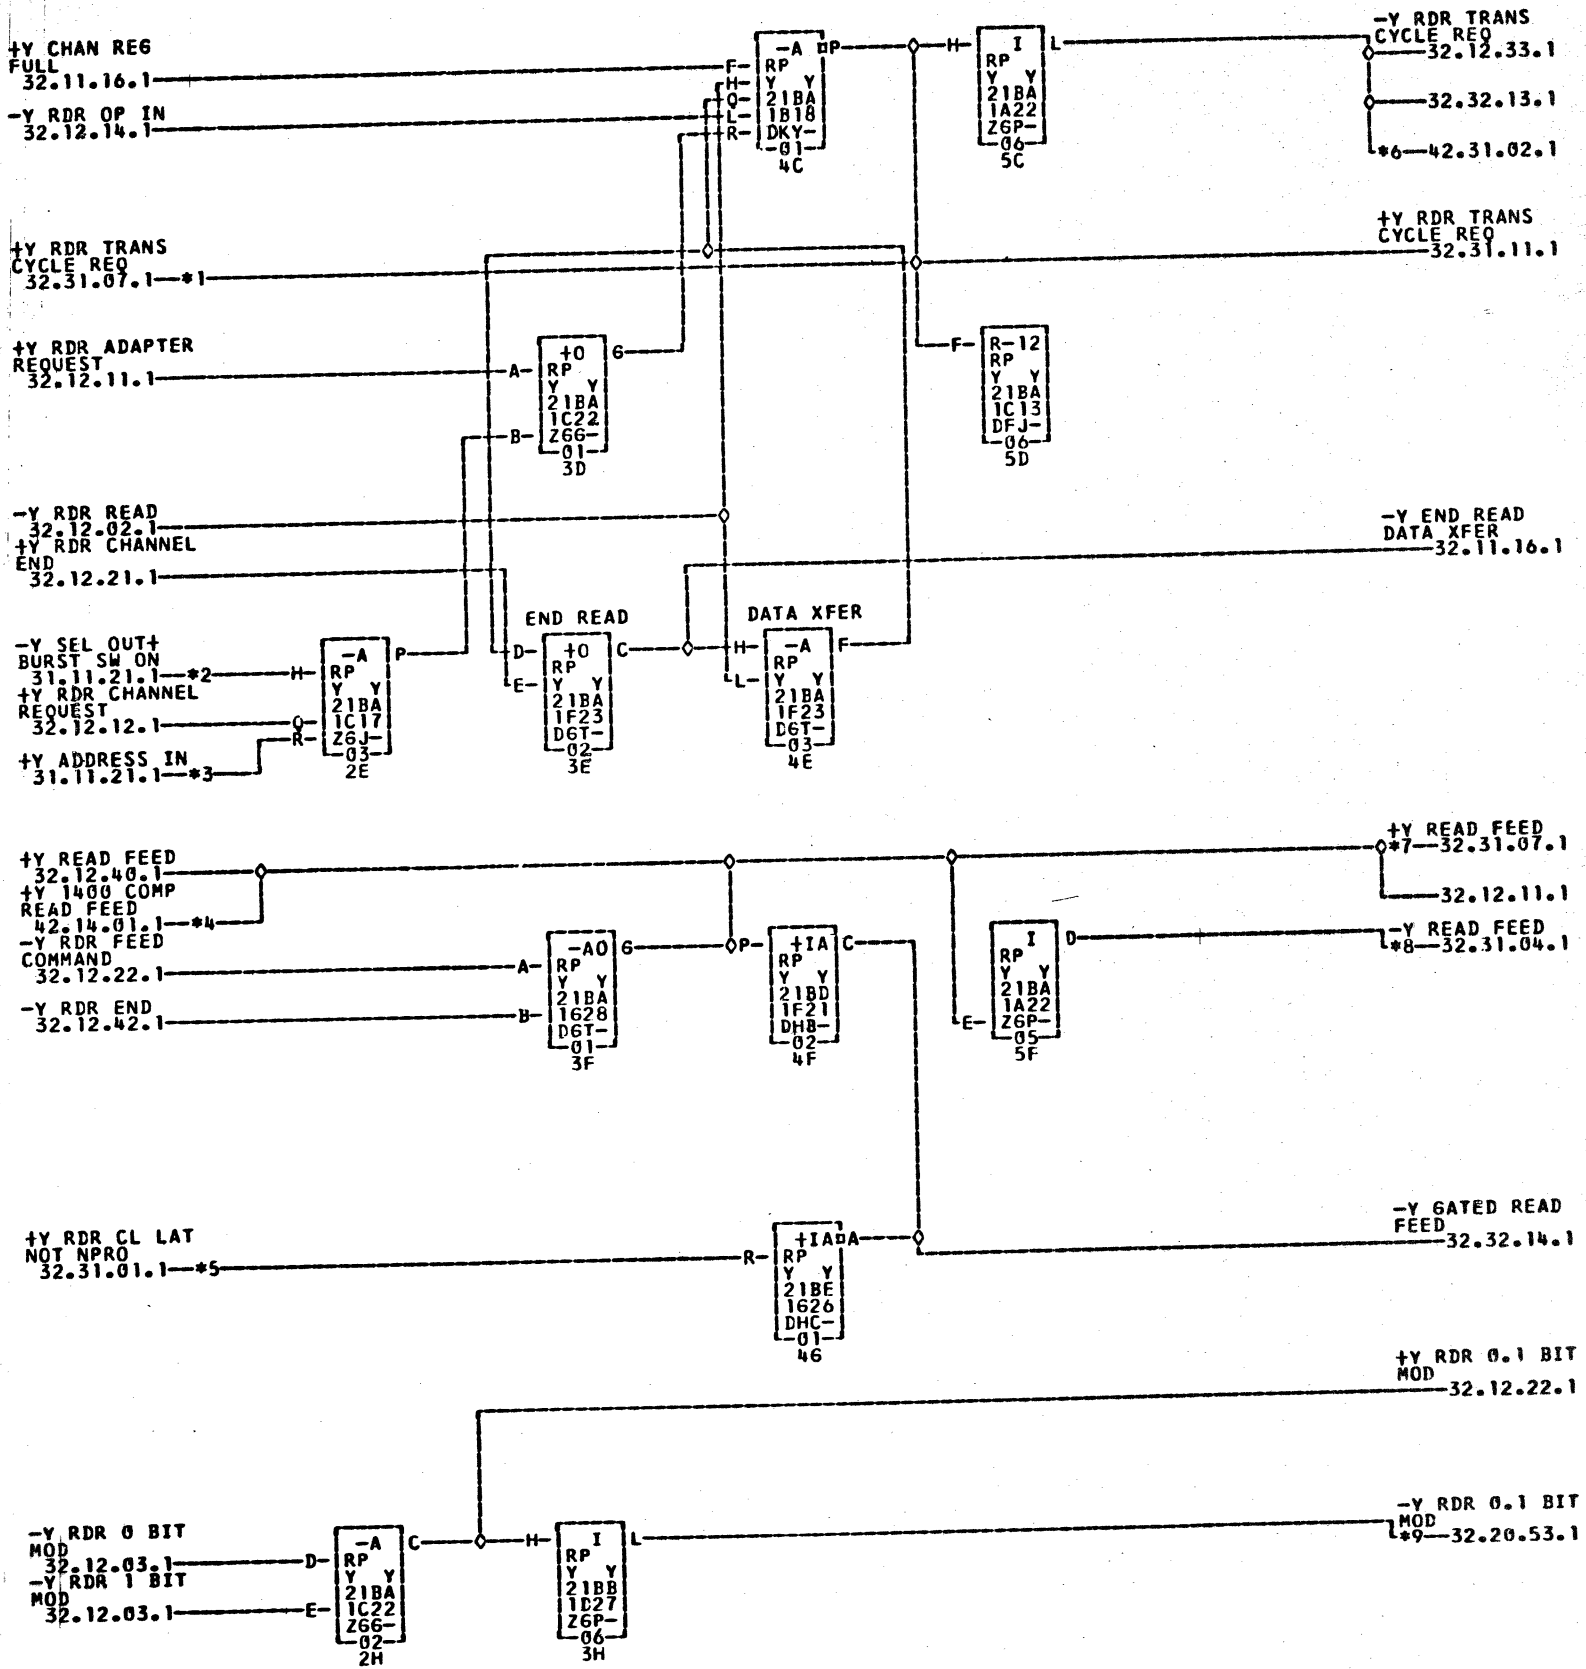 +Y CHAN REG
FULL
32.11.16.1
-Y RDR OP IN
32.12.14.1
F-
H-
Q-
L-
R-
-A P
RP
Y Y
21BA
1B18
DKY-
-01-
4C
H-
I L
RP
Y Y
21BA
1A22
Z6P-
-06-
5C
-Y RDR TRANS
CYCLE REQ
32.12.33.1
32.32.13.1
*6-42.31.02.1
+Y RDR TRANS
CYCLE REQ
32.31.07.1-*1
+Y RDR TRANS
CYCLE REQ
32.31.11.1
+Y RDR ADAPTER
REQUEST
32.12.11.1
A-
B-
+O G
RP
Y Y
21BA
1C22
Z66-
-01-
3D
F-
R-12
RP
Y Y
21BA
1C13
DFJ-
-06-
5D
-Y RDR READ
32.12.02.1
+Y RDR CHANNEL
END
32.12.21.1
-Y END READ
DATA XFER
32.11.16.1
-Y SEL OUT+
BURST SW ON
31.11.21.1-*2
+Y RDR CHANNEL
REQUEST
32.12.12.1
+Y ADDRESS IN
31.11.21.1-*3
H-
Q-
R-
-A P
RP
Y Y
21BA
1C17
Z6J-
-03-
2E
END READ
D-
E-
+O C
RP
Y Y
21BA
1F23
D6T-
-02-
3E
DATA XFER
H-
L-
-A F
RP
Y Y
21BA
1F23
D6T-
-03-
4E
+Y READ FEED
32.12.40.1
+Y 1400 COMP
READ FEED
42.14.01.1-*4
-Y RDR FEED
COMMAND
32.12.22.1
-Y RDR END
32.12.42.1
A-
B-
-AO G
RP
Y Y
21BA
1628
D6T-
-01-
3F
P-
+IA C
RP
Y Y
21BD
1F21
DHB-
-02-
4F
E-
I D
RP
Y Y
21BA
1A22
Z6P-
-05-
5F
+Y READ FEED
*7-32.31.07.1
32.12.11.1
-Y READ FEED
*8-32.31.04.1
+Y RDR CL LAT
NOT NPRO
32.31.01.1-*5
R-
+IA A
RP
Y Y
21BE
1626
DHC-
-01-
46
-Y GATED READ
FEED
32.32.14.1
+Y RDR 0.1 BIT
MOD
32.12.22.1
-Y RDR 0 BIT
MOD
32.12.03.1
-Y RDR 1 BIT
MOD
32.12.03.1
D-
E-
-A C
RP
Y Y
21BA
1C22
Z66-
-02-
2H
H-
I L
RP
Y Y
21BB
1D27
Z6P-
-06-
3H
-Y RDR 0.1 BIT
MOD
*9-32.20.53.1